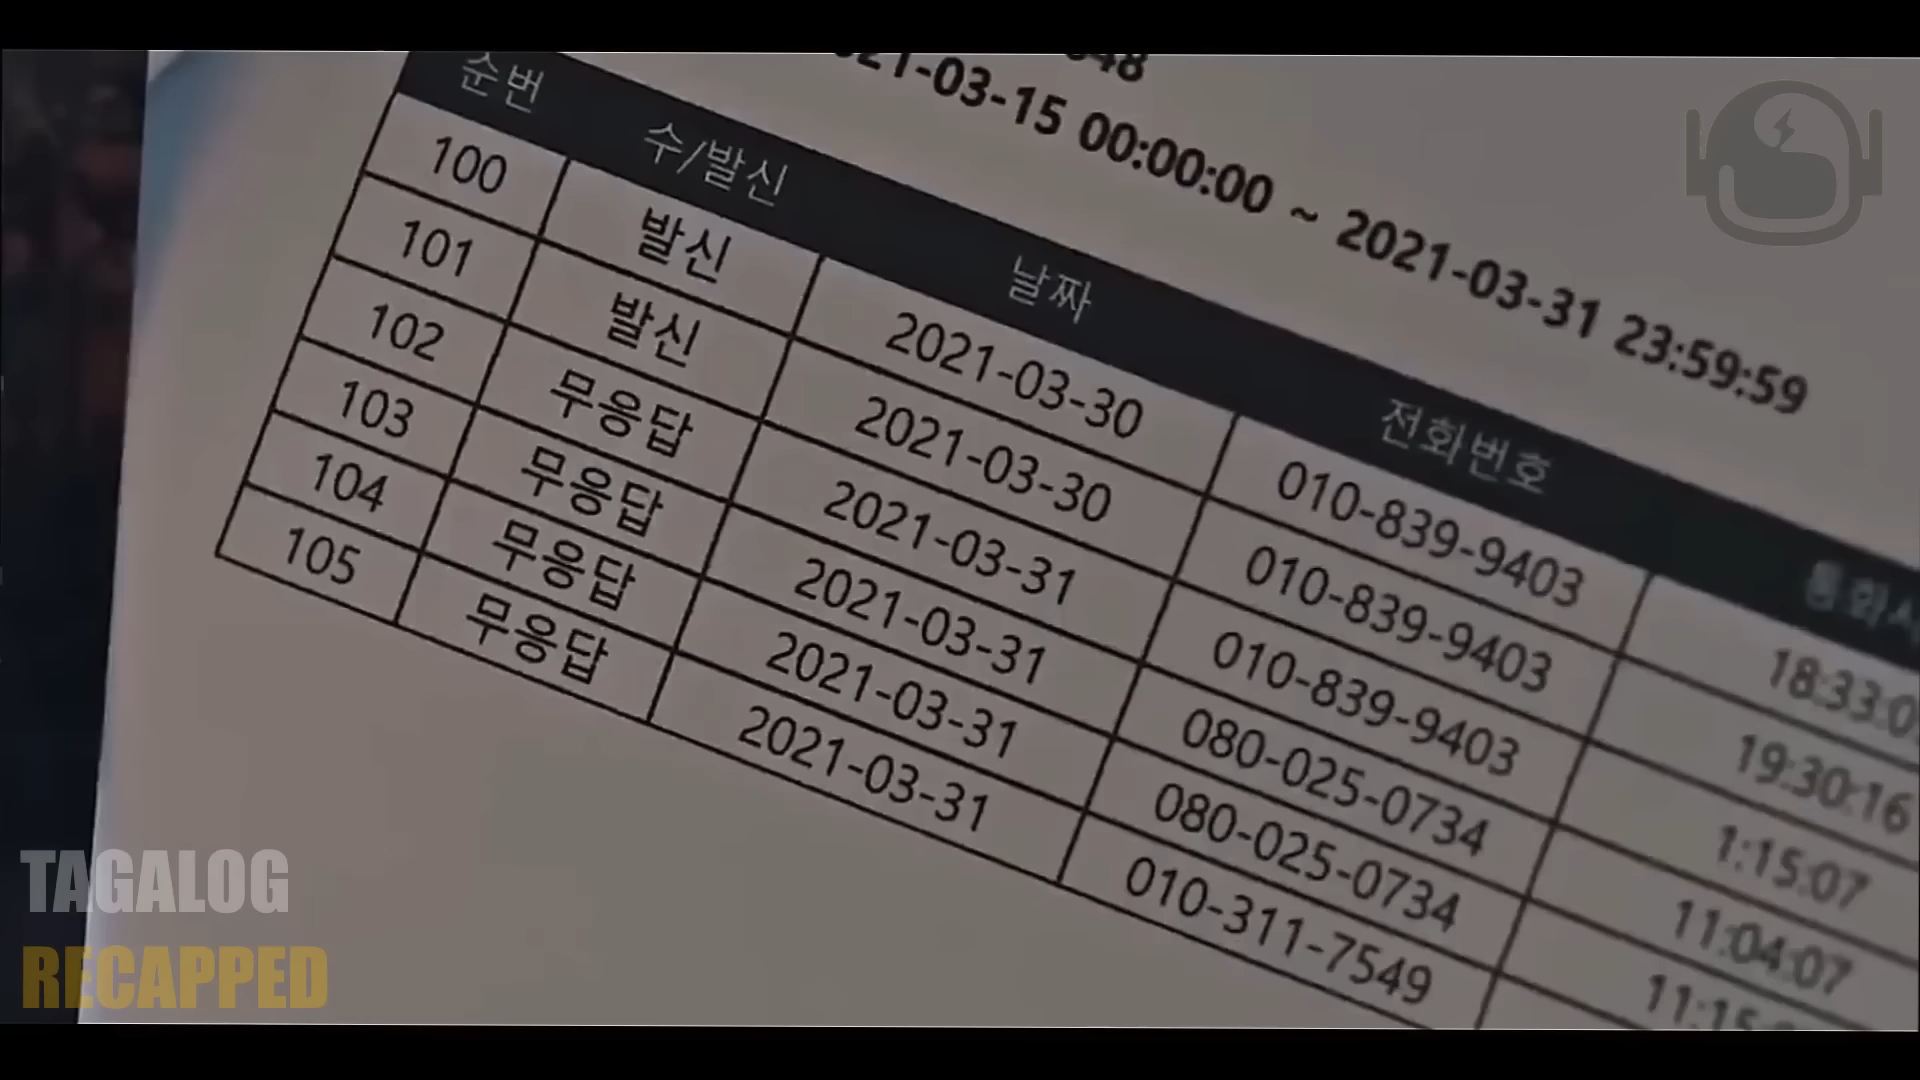 21-03-15 00:00:00 ~ 2021-03-31 23:59:59
순번 수/발신 날짜 전화번호
100 발신 2021-03-30 010-839-9403
101 발신 2021-03-30 010-839-9403 19:30:16
102 무응답 2021-03-31 010-839-9403 1:15:07
103 무응답 2021-03-31 080-025-0734 11:04:07
104 무응답 2021-03-31 080-025-0734
105 무응답 2021-03-31 010-311-7549
TAGALOG
RECAPPED